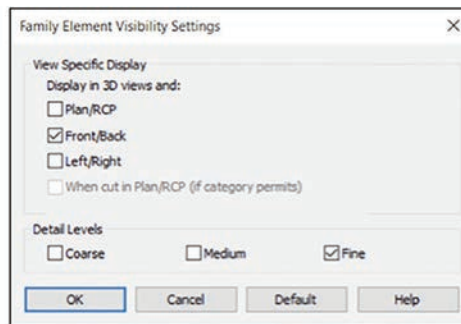 Family Element Visibility Settings
View Specific Display
Display in 3D views and:
Plan/RCP
Front/Back
Left/Right
When cut in Plan/RCP (if category permits)
Detail Levels
Coarse Medium Fine
OK Cancel Default Help